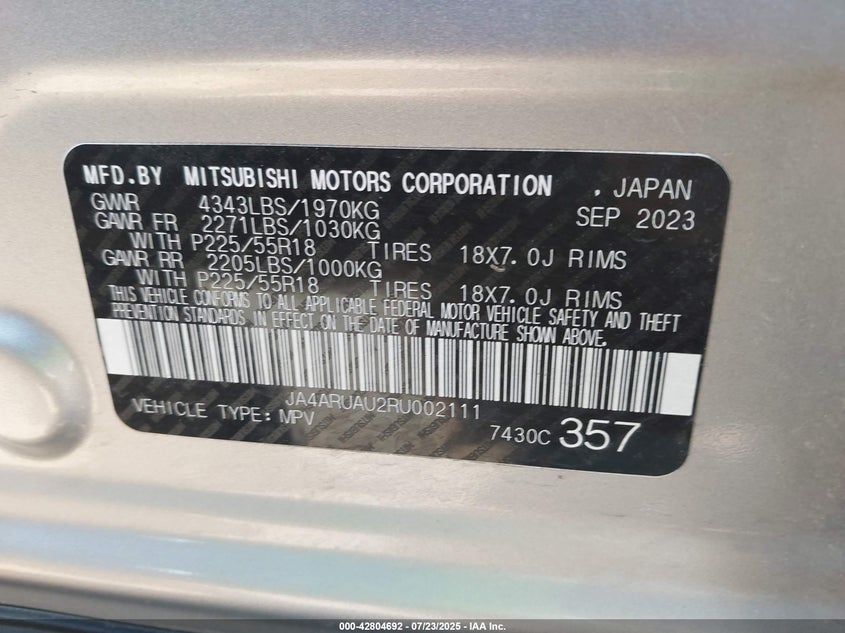 MFD.BY MITSUBISHI MOTORS CORPORATION , JAPAN
GVWR 4343LBS/1970KG SEP 2023
GAWR FR 2271LBS/1030KG
WITH P225/55R18 TIRES 18X7.0J RIMS
GAWR RR 2205LBS/1000KG
WITH P225/55R18 TIRES 18X7.0J RIMS
THIS VEHICLE CONFORMS TO ALL APPLICABLE FEDERAL MOTOR VEHICLE SAFETY AND THEFT
PREVENTION STANDARDS IN EFFECT ON THE DATE OF MANUFACTURE SHOWN ABOVE.
JA4ARUAU2RU002111
VEHICLE TYPE: MPV 7430C 357
000-42804692 - 07/23/2025 - IAA Inc.